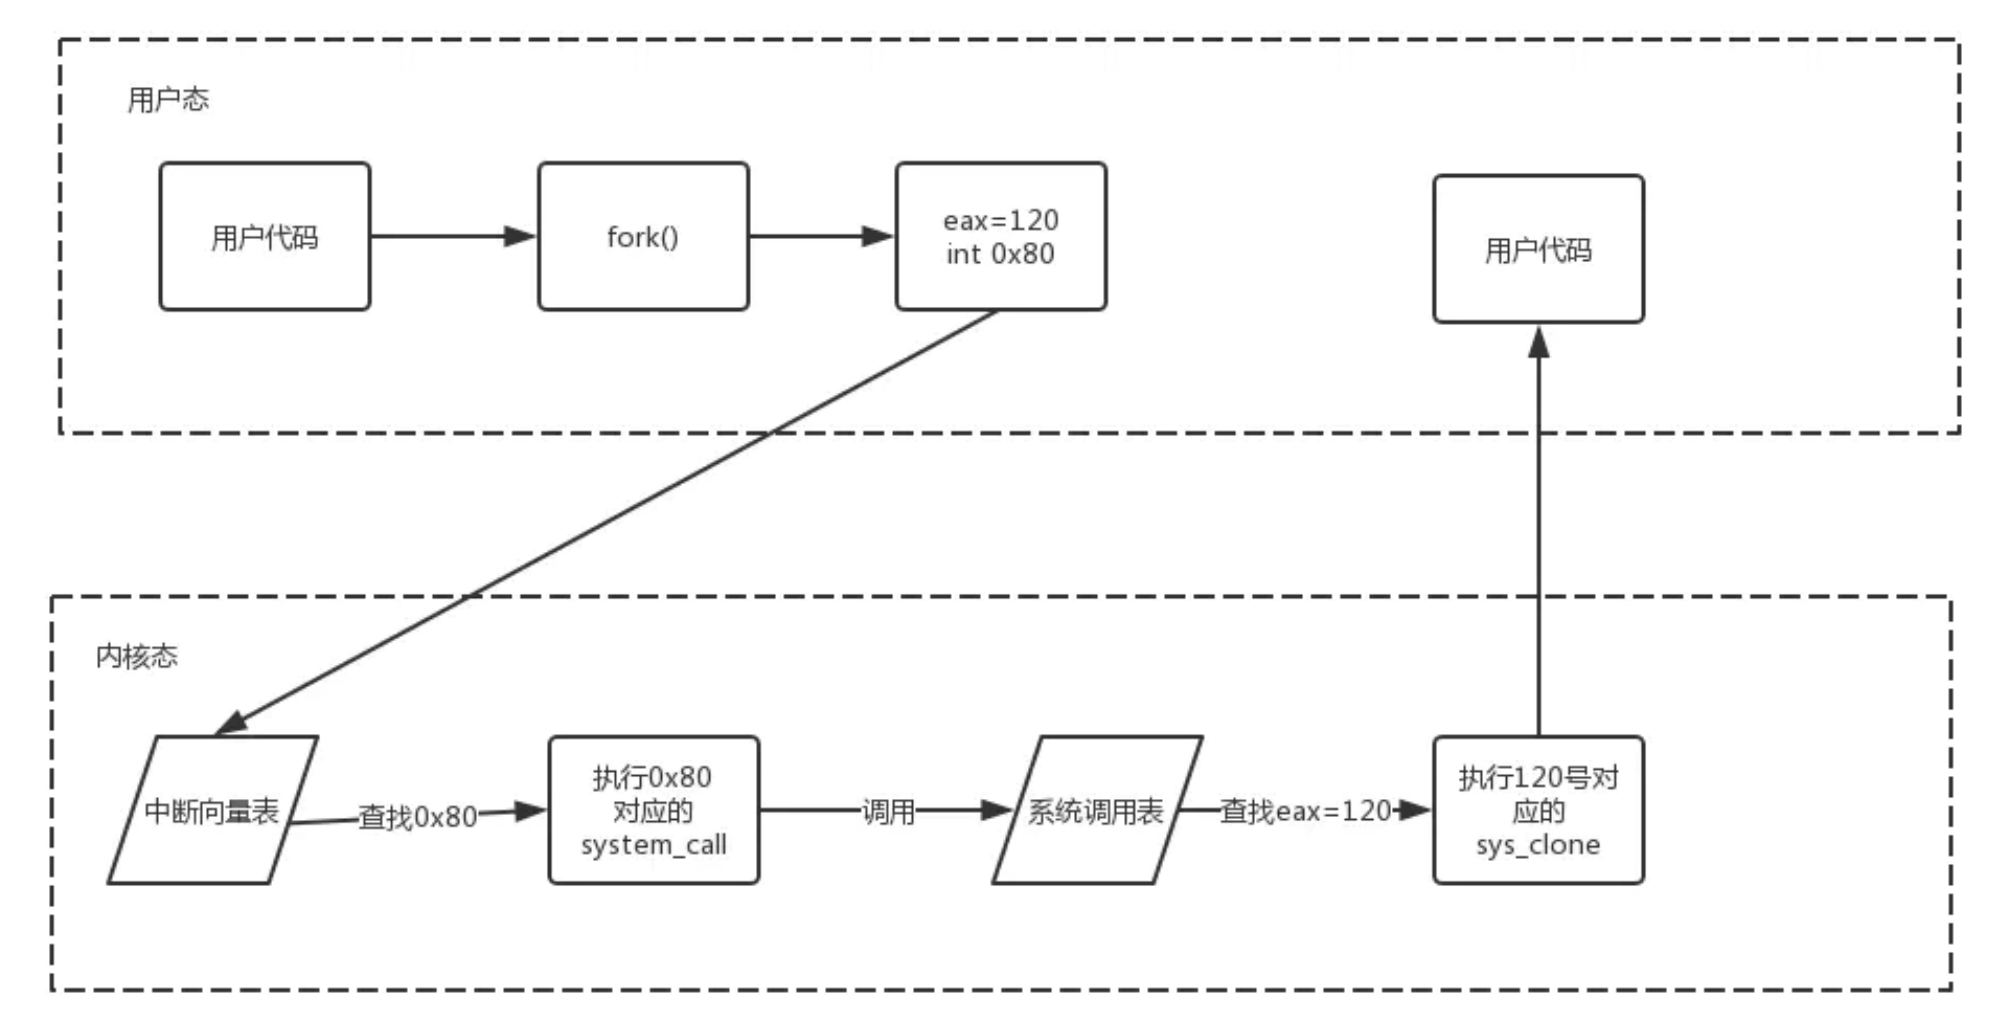 用户态
用户代码
fork()
eax=120
int 0x80
用户代码
内核态
中断向量表
查找0x80
执行0x80
对应的
system_call
调用
系统调用表
查找eax=120
执行120号对
应的
sys_clone